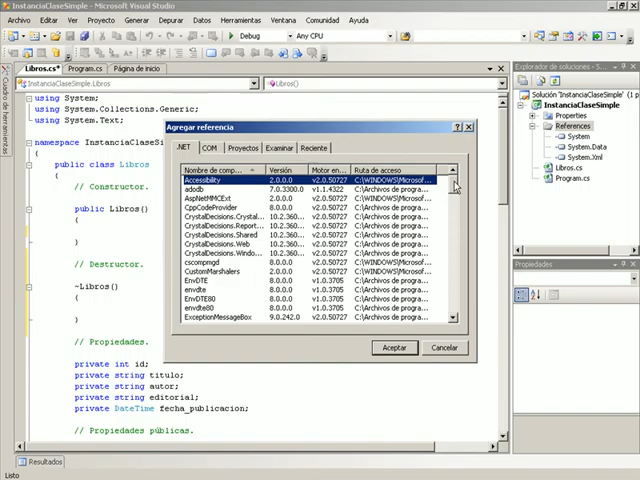 InstanciaClaseSimple - Microsoft Visual Studio
Archivo Editar Ver Proyecto Generar Depurar Datos Herramientas Ventana Comunidad Ayuda
Debug Any CPU
Libros.cs* Program.cs Página de inicio
InstanciaClaseSimple.Libros Libros()
using System;
using System.Collections.Generic;
using System.Text;
namespace InstanciaClaseS
{
public class Libros
{
// Constructor.
public Libros()
{
}
// Destructor.
~Libros()
{
}
// Propiedades.
private int id;
private string titulo;
private string autor;
private string editorial;
private DateTime fecha_publicacion;
// Propiedades públicas.
Cuadro de herramientas
Agregar referencia
.NET COM Proyectos Examinar Reciente
Nombre de comp... Versión Motor en... Ruta de acceso
Accessibility 2.0.0.0 v2.0.50727 C:\WINDOWS\Microsof...
adodb 7.0.3300.0 v1.1.4322 C:\Archivos de progra...
AspNetMMCExt 2.0.0.0 v2.0.50727 C:\WINDOWS\Microsof...
CppCodeProvider 8.0.0.0 v2.0.50727 C:\Archivos de progra...
CrystalDecisions.Crystal... 10.2.360... v2.0.50727 C:\Archivos de progra...
CrystalDecisions.Report... 10.2.360... v2.0.50727 C:\Archivos de progra...
CrystalDecisions.Shared 10.2.360... v2.0.50727 C:\Archivos de progra...
CrystalDecisions.Web 10.2.360... v2.0.50727 C:\Archivos de progra...
CrystalDecisions.Windo... 10.2.360... v2.0.50727 C:\Archivos de progra...
cscompmgd 8.0.0.0 v2.0.50727 C:\WINDOWS\Microsof...
CustomMarshalers 2.0.0.0 v2.0.50727 C:\WINDOWS\Microsof...
EnvDTE 8.0.0.0 v1.0.3705 C:\Archivos de progra...
envdte 8.0.0.0 v1.0.3705 C:\Archivos de progra...
EnvDTE80 8.0.0.0 v1.0.3705 C:\Archivos de progra...
envdte80 8.0.0.0 v1.0.3705 C:\Archivos de progra...
ExceptionMessageBox 9.0.242.0 v2.0.50727 C:\Archivos de progra...
Aceptar Cancelar
Explorador de soluciones
Solución "InstanciaClaseSimple" (1 p
InstanciaClaseSimple
Properties
References
System
System.Data
System.Xml
Libros.cs
Program.cs
Propiedades
Resultados
Listo